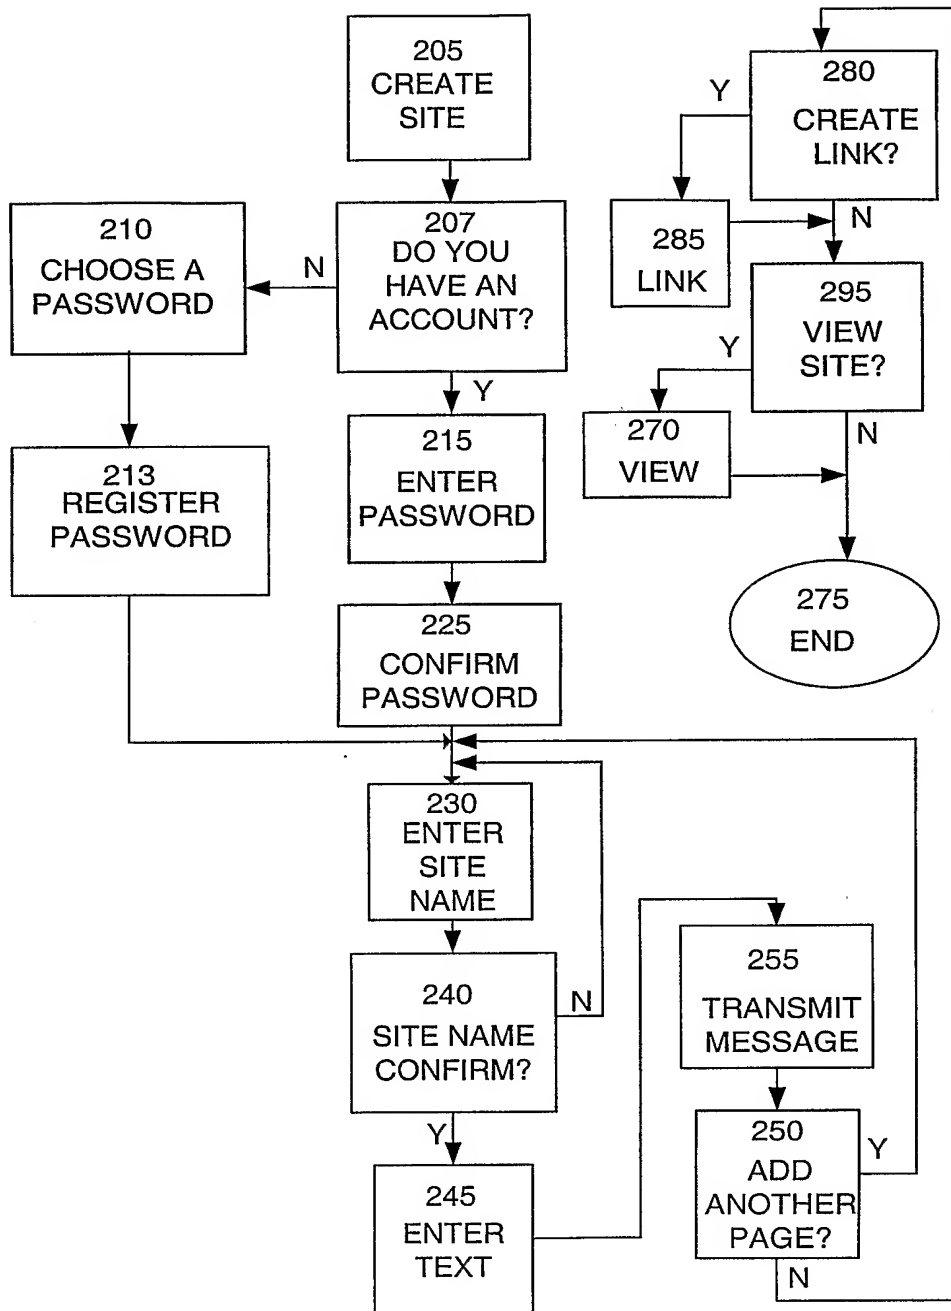 205
CREATE
SITE
207
DO YOU
HAVE AN
ACCOUNT?
N
Y
210
CHOOSE A
PASSWORD
213
REGISTER
PASSWORD
215
ENTER
PASSWORD
225
CONFIRM
PASSWORD
230
ENTER
SITE
NAME
240
SITE NAME
CONFIRM?
N
Y
245
ENTER
TEXT
255
TRANSMIT
MESSAGE
250
ADD
ANOTHER
PAGE?
Y
N
280
CREATE
LINK?
Y
N
285
LINK
295
VIEW
SITE?
Y
N
270
VIEW
275
END